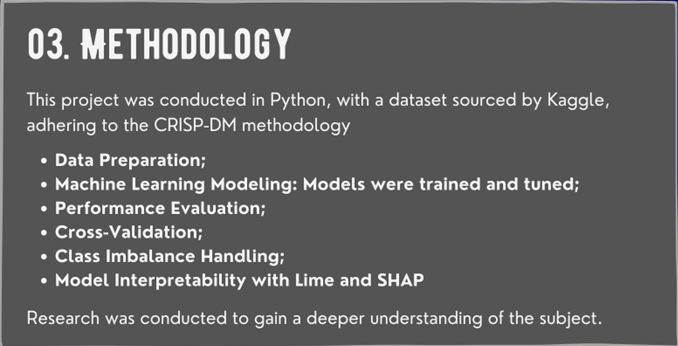 03. METHODOLOGY
This project was conducted in Python, with a dataset sourced by Kaggle,
adhering to the CRISP-DM methodology
• Data Preparation;
• Machine Learning Modeling: Models were trained and tuned;
• Performance Evaluation;
• Cross-Validation;
• Class Imbalance Handling;
• Model Interpretability with Lime and SHAP
Research was conducted to gain a deeper understanding of the subject.